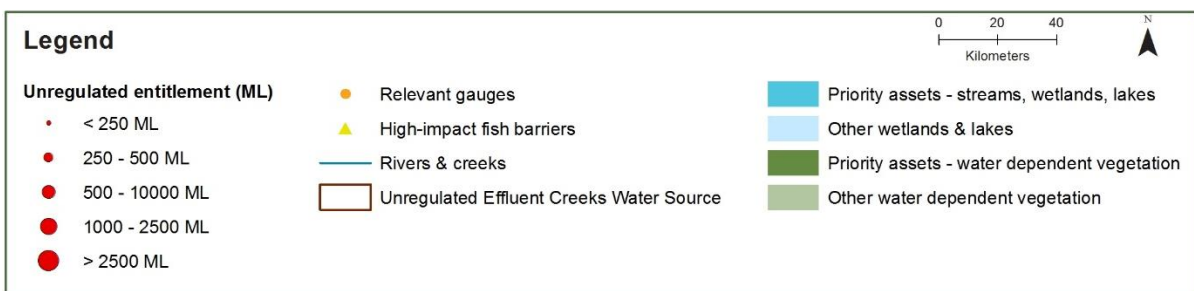 Legend
0 20 40
Kilometers
N
Unregulated entitlement (ML)
< 250 ML
250 - 500 ML
500 - 10000 ML
1000 - 2500 ML
> 2500 ML
Relevant gauges
High-impact fish barriers
Rivers & creeks
Unregulated Effluent Creeks Water Source
Priority assets - streams, wetlands, lakes
Other wetlands & lakes
Priority assets - water dependent vegetation
Other water dependent vegetation